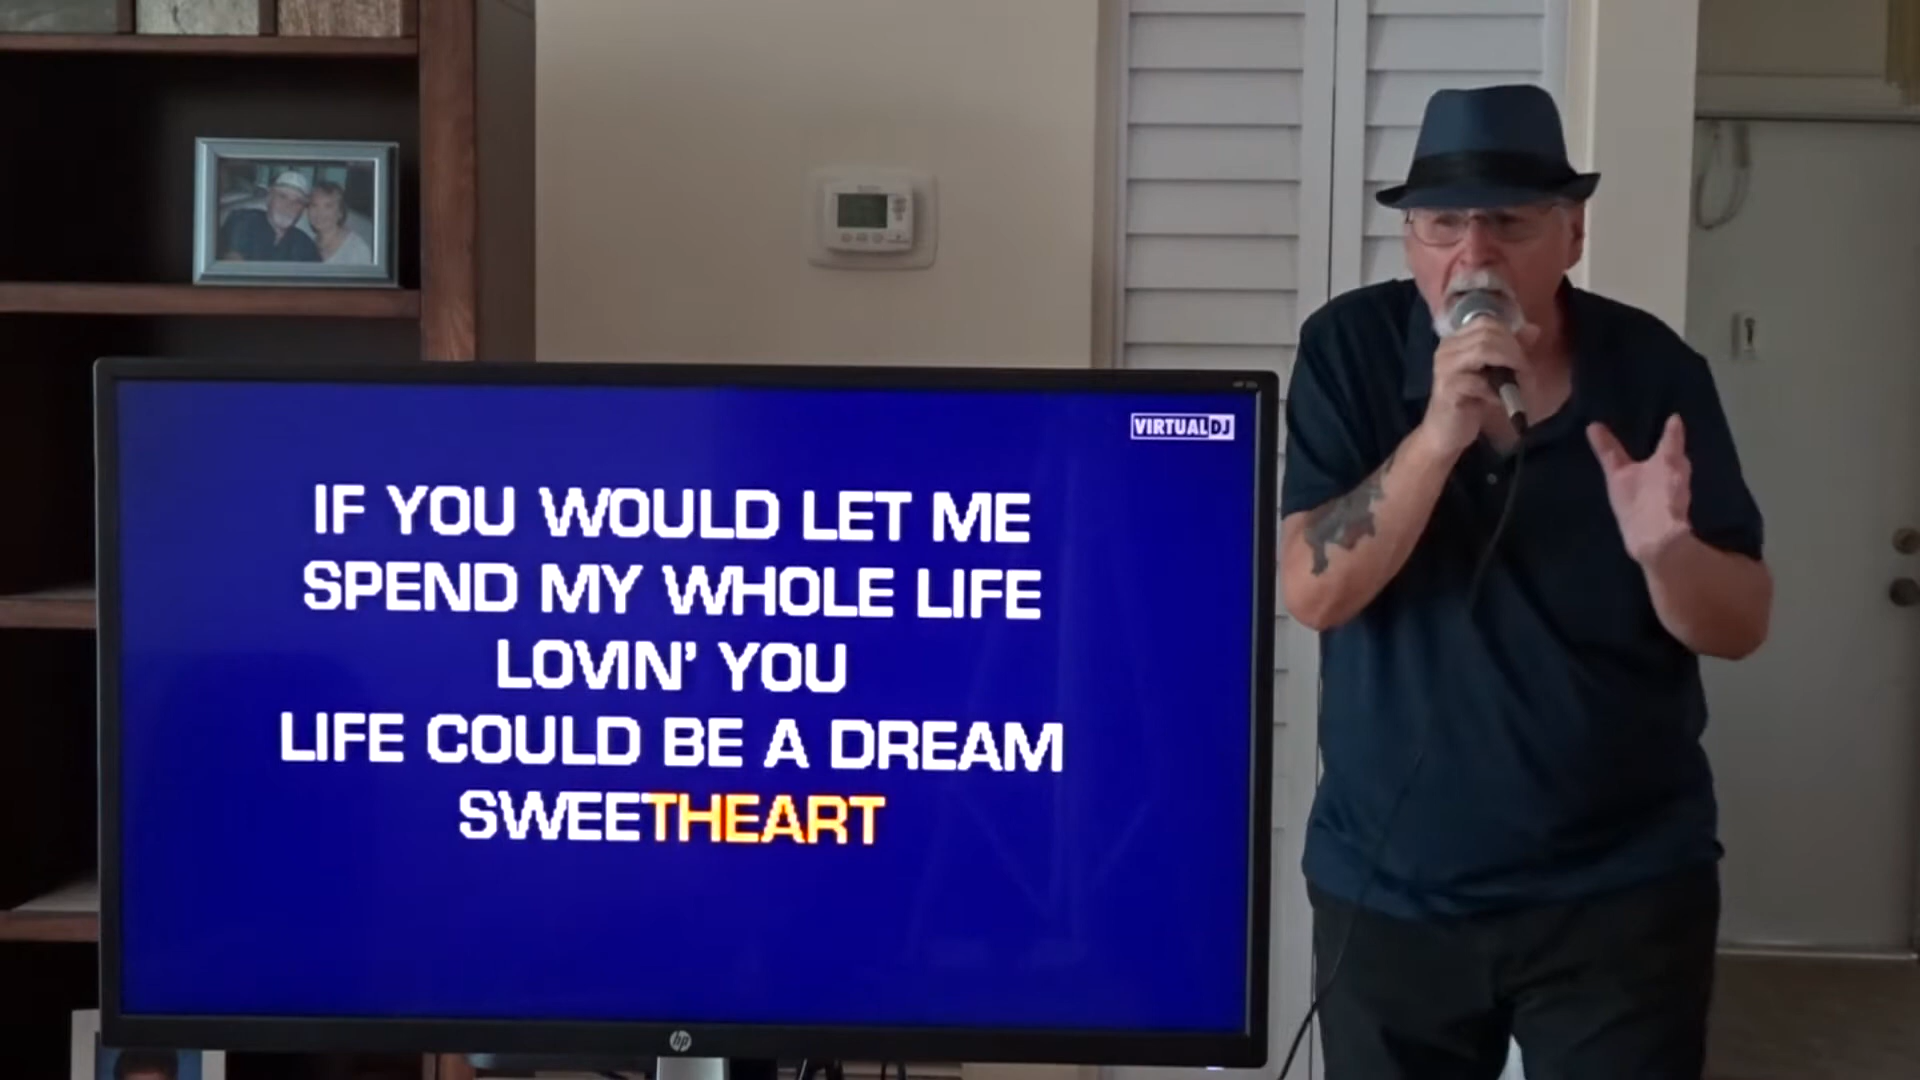 VIRTUALDJ
IF YOU WOULD LET ME
SPEND MY WHOLE LIFE
LOVIN' YOU
LIFE COULD BE A DREAM
SWEETHEART
hp